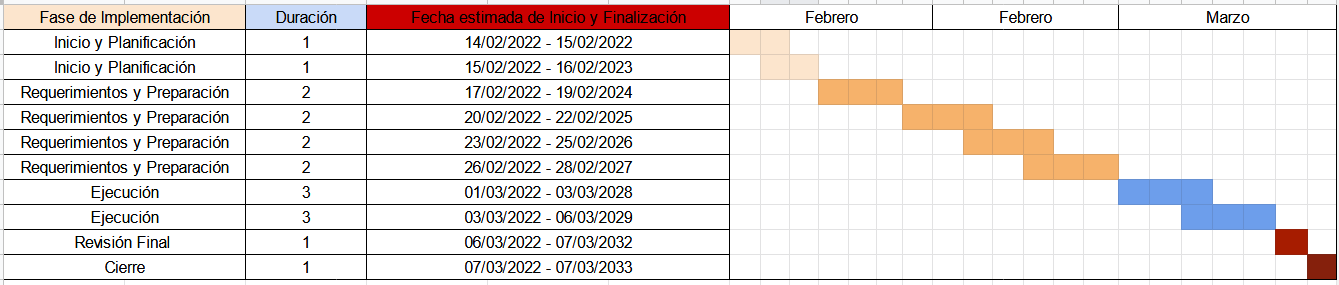 Fase de Implementación Duración Fecha estimada de Inicio y Finalización Febrero Febrero Marzo
Inicio y Planificación 1 14/02/2022 - 15/02/2022
Inicio y Planificación 1 15/02/2022 - 16/02/2023
Requerimientos y Preparación 2 17/02/2022 - 19/02/2024
Requerimientos y Preparación 2 20/02/2022 - 22/02/2025
Requerimientos y Preparación 2 23/02/2022 - 25/02/2026
Requerimientos y Preparación 2 26/02/2022 - 28/02/2027
Ejecución 3 01/03/2022 - 03/03/2028
Ejecución 3 03/03/2022 - 06/03/2029
Revisión Final 1 06/03/2022 - 07/03/2032
Cierre 1 07/03/2022 - 07/03/2033